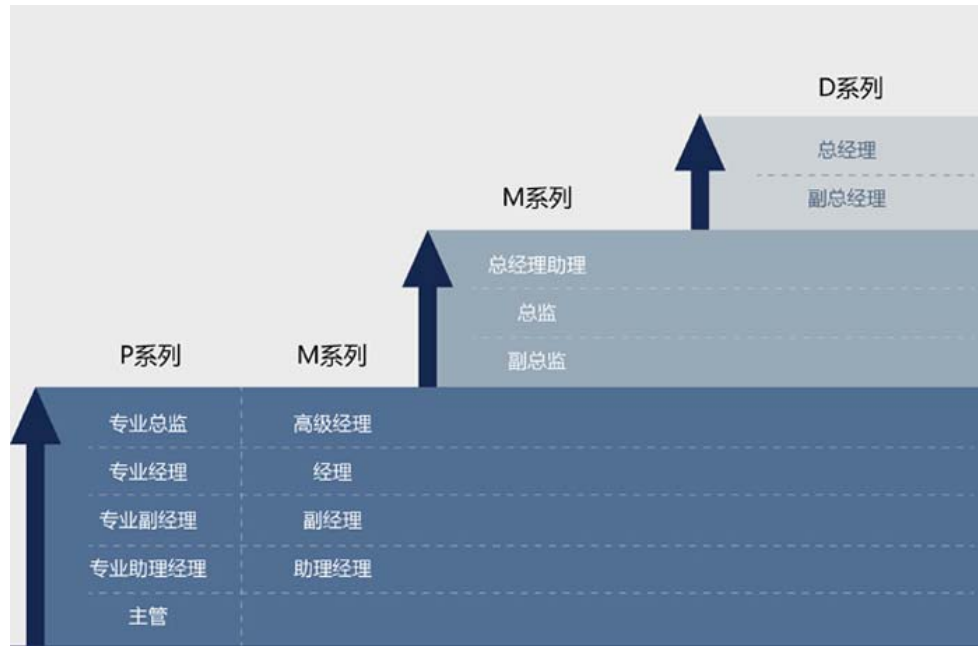 D系列
总经理
副总经理
M系列
总经理助理
总监
副总监
P系列 M系列
专业总监 高级经理
专业经理 经理
专业副经理 副经理
专业助理经理 助理经理
主管